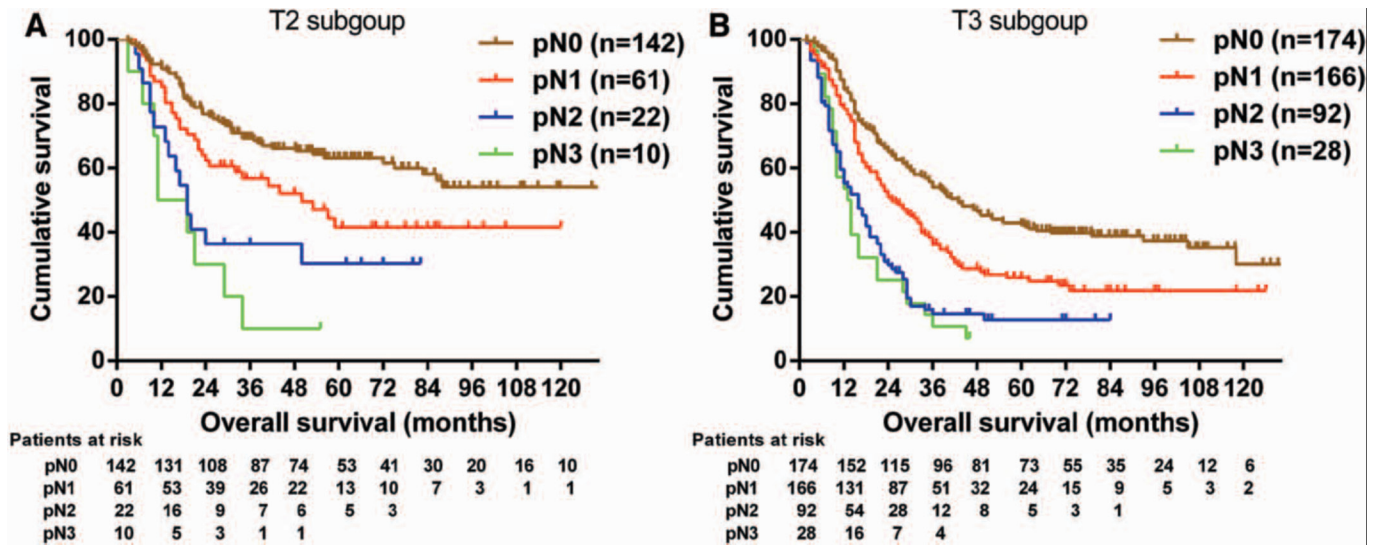 A
T2 subgoup
pN0 (n=142)
pN1 (n=61)
pN2 (n=22)
pN3 (n=10)
Cumulative survival
100
80
60
40
20
0
0 12 24 36 48 60 72 84 96 108 120
Overall survival (months)
Patients at risk
pN0 142 131 108 87 74 53 41 30 20 16 10
pN1 61 53 39 26 22 13 10 7 3 1 1
pN2 22 16 9 7 6 5 3
pN3 10 5 3 1 1
B
T3 subgoup
pN0 (n=174)
pN1 (n=166)
pN2 (n=92)
pN3 (n=28)
Cumulative survival
100
80
60
40
20
0
0 12 24 36 48 60 72 84 96 108 120
Overall survival (months)
Patients at risk
pN0 174 152 115 96 81 73 55 35 24 12 6
pN1 166 131 87 51 32 24 15 9 5 3 2
pN2 92 54 28 12 8 5 3 1
pN3 28 16 7 4